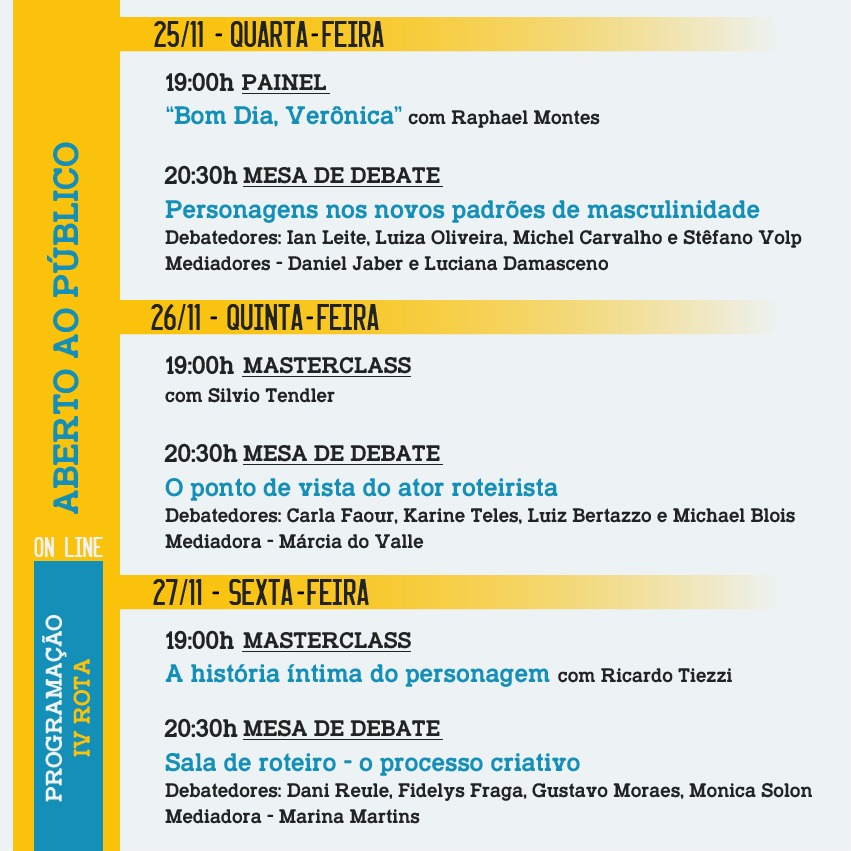 25/11 - QUARTA-FEIRA
19:00h PAINEL
“Bom Dia, Verônica” com Raphael Montes
20:30h MESA DE DEBATE
Personagens nos novos padrões de masculinidade
Debatedores: Ian Leite, Luiza Oliveira, Michel Carvalho e Stêfano Volp
Mediadores - Daniel Jaber e Luciana Damasceno
26/11 - QUINTA-FEIRA
19:00h MASTERCLASS
com Silvio Tendler
20:30h MESA DE DEBATE
O ponto de vista do ator roteirista
Debatedores: Carla Faour, Karine Teles, Luiz Bertazzo e Michael Blois
Mediadora - Márcia do Valle
27/11 - SEXTA-FEIRA
19:00h MASTERCLASS
A história íntima do personagem com Ricardo Tiezzi
20:30h MESA DE DEBATE
Sala de roteiro - o processo criativo
Debatedores: Dani Reule, Fidelys Fraga, Gustavo Moraes, Monica Solon
Mediadora - Marina Martins
ABERTO AO PÚBLICO
ON LINE
PROGRAMAÇÃO
IV ROTA